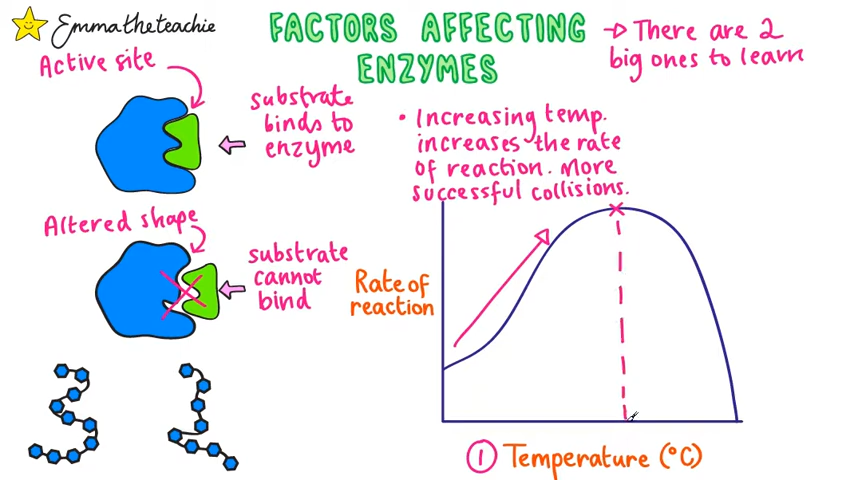 Emmatheteachie
FACTORS AFFECTING
ENZYMES
→ There are 2
big ones to learn
Active site
substrate
binds to
enzyme
Altered shape
substrate
cannot
bind
• Increasing temp.
increases the rate
of reaction. More
successful collisions.
Rate of
reaction
① Temperature (°C)